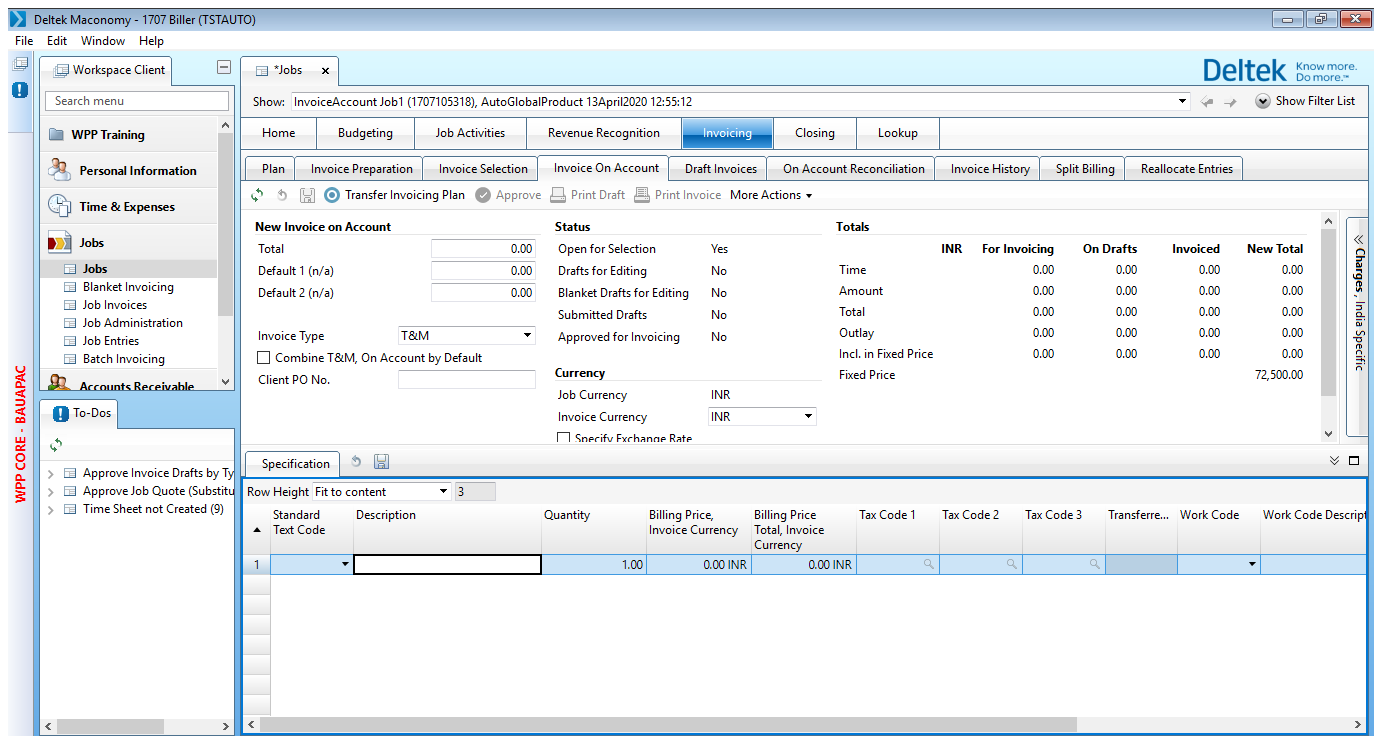 Deltek Maconomy - 1707 Biller (TSTAUTO)
File Edit Window Help
WPP CORE - BAUAPAC
Workspace Client
Search menu
WPP Training
Personal Information
Time & Expenses
Jobs
Jobs
Blanket Invoicing
Job Invoices
Job Administration
Job Entries
Batch Invoicing
Accounts Receivable
To-Dos
Approve Invoice Drafts by Ty
Approve Job Quote (Substitu
Time Sheet not Created (9)
*Jobs
Deltek Know more. Do more.™
Show: InvoiceAccount Job1 (1707105318), AutoGlobalProduct 13April2020 12:55:12 Show Filter List
Home Budgeting Job Activities Revenue Recognition Invoicing Closing Lookup
Plan Invoice Preparation Invoice Selection Invoice On Account Draft Invoices On Account Reconciliation Invoice History Split Billing Reallocate Entries
Transfer Invoicing Plan Approve Print Draft Print Invoice More Actions
New Invoice on Account
Total 0.00
Default 1 (n/a) 0.00
Default 2 (n/a) 0.00
Invoice Type T&M
Combine T&M, On Account by Default
Client PO No.
Status
Open for Selection Yes
Drafts for Editing No
Blanket Drafts for Editing No
Submitted Drafts No
Approved for Invoicing No
Currency
Job Currency INR
Invoice Currency INR
Specify Exchange Rate
Totals
INR For Invoicing On Drafts Invoiced New Total
Time 0.00 0.00 0.00 0.00
Amount 0.00 0.00 0.00 0.00
Total 0.00 0.00 0.00 0.00
Outlay 0.00 0.00 0.00 0.00
Incl. in Fixed Price 0.00 0.00 0.00 0.00
Fixed Price 72,500.00
Charges, India Specific
Specification
Row Height Fit to content 3
Standard Text Code Description Quantity Billing Price, Invoice Currency Billing Price Total, Invoice Currency Tax Code 1 Tax Code 2 Tax Code 3 Transferre... Work Code Work Code Descript
1 1.00 0.00 INR 0.00 INR